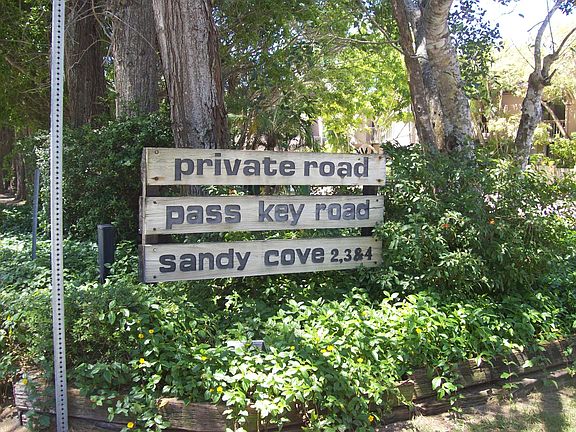 private road
pass key road
sandy cove 2,3&4